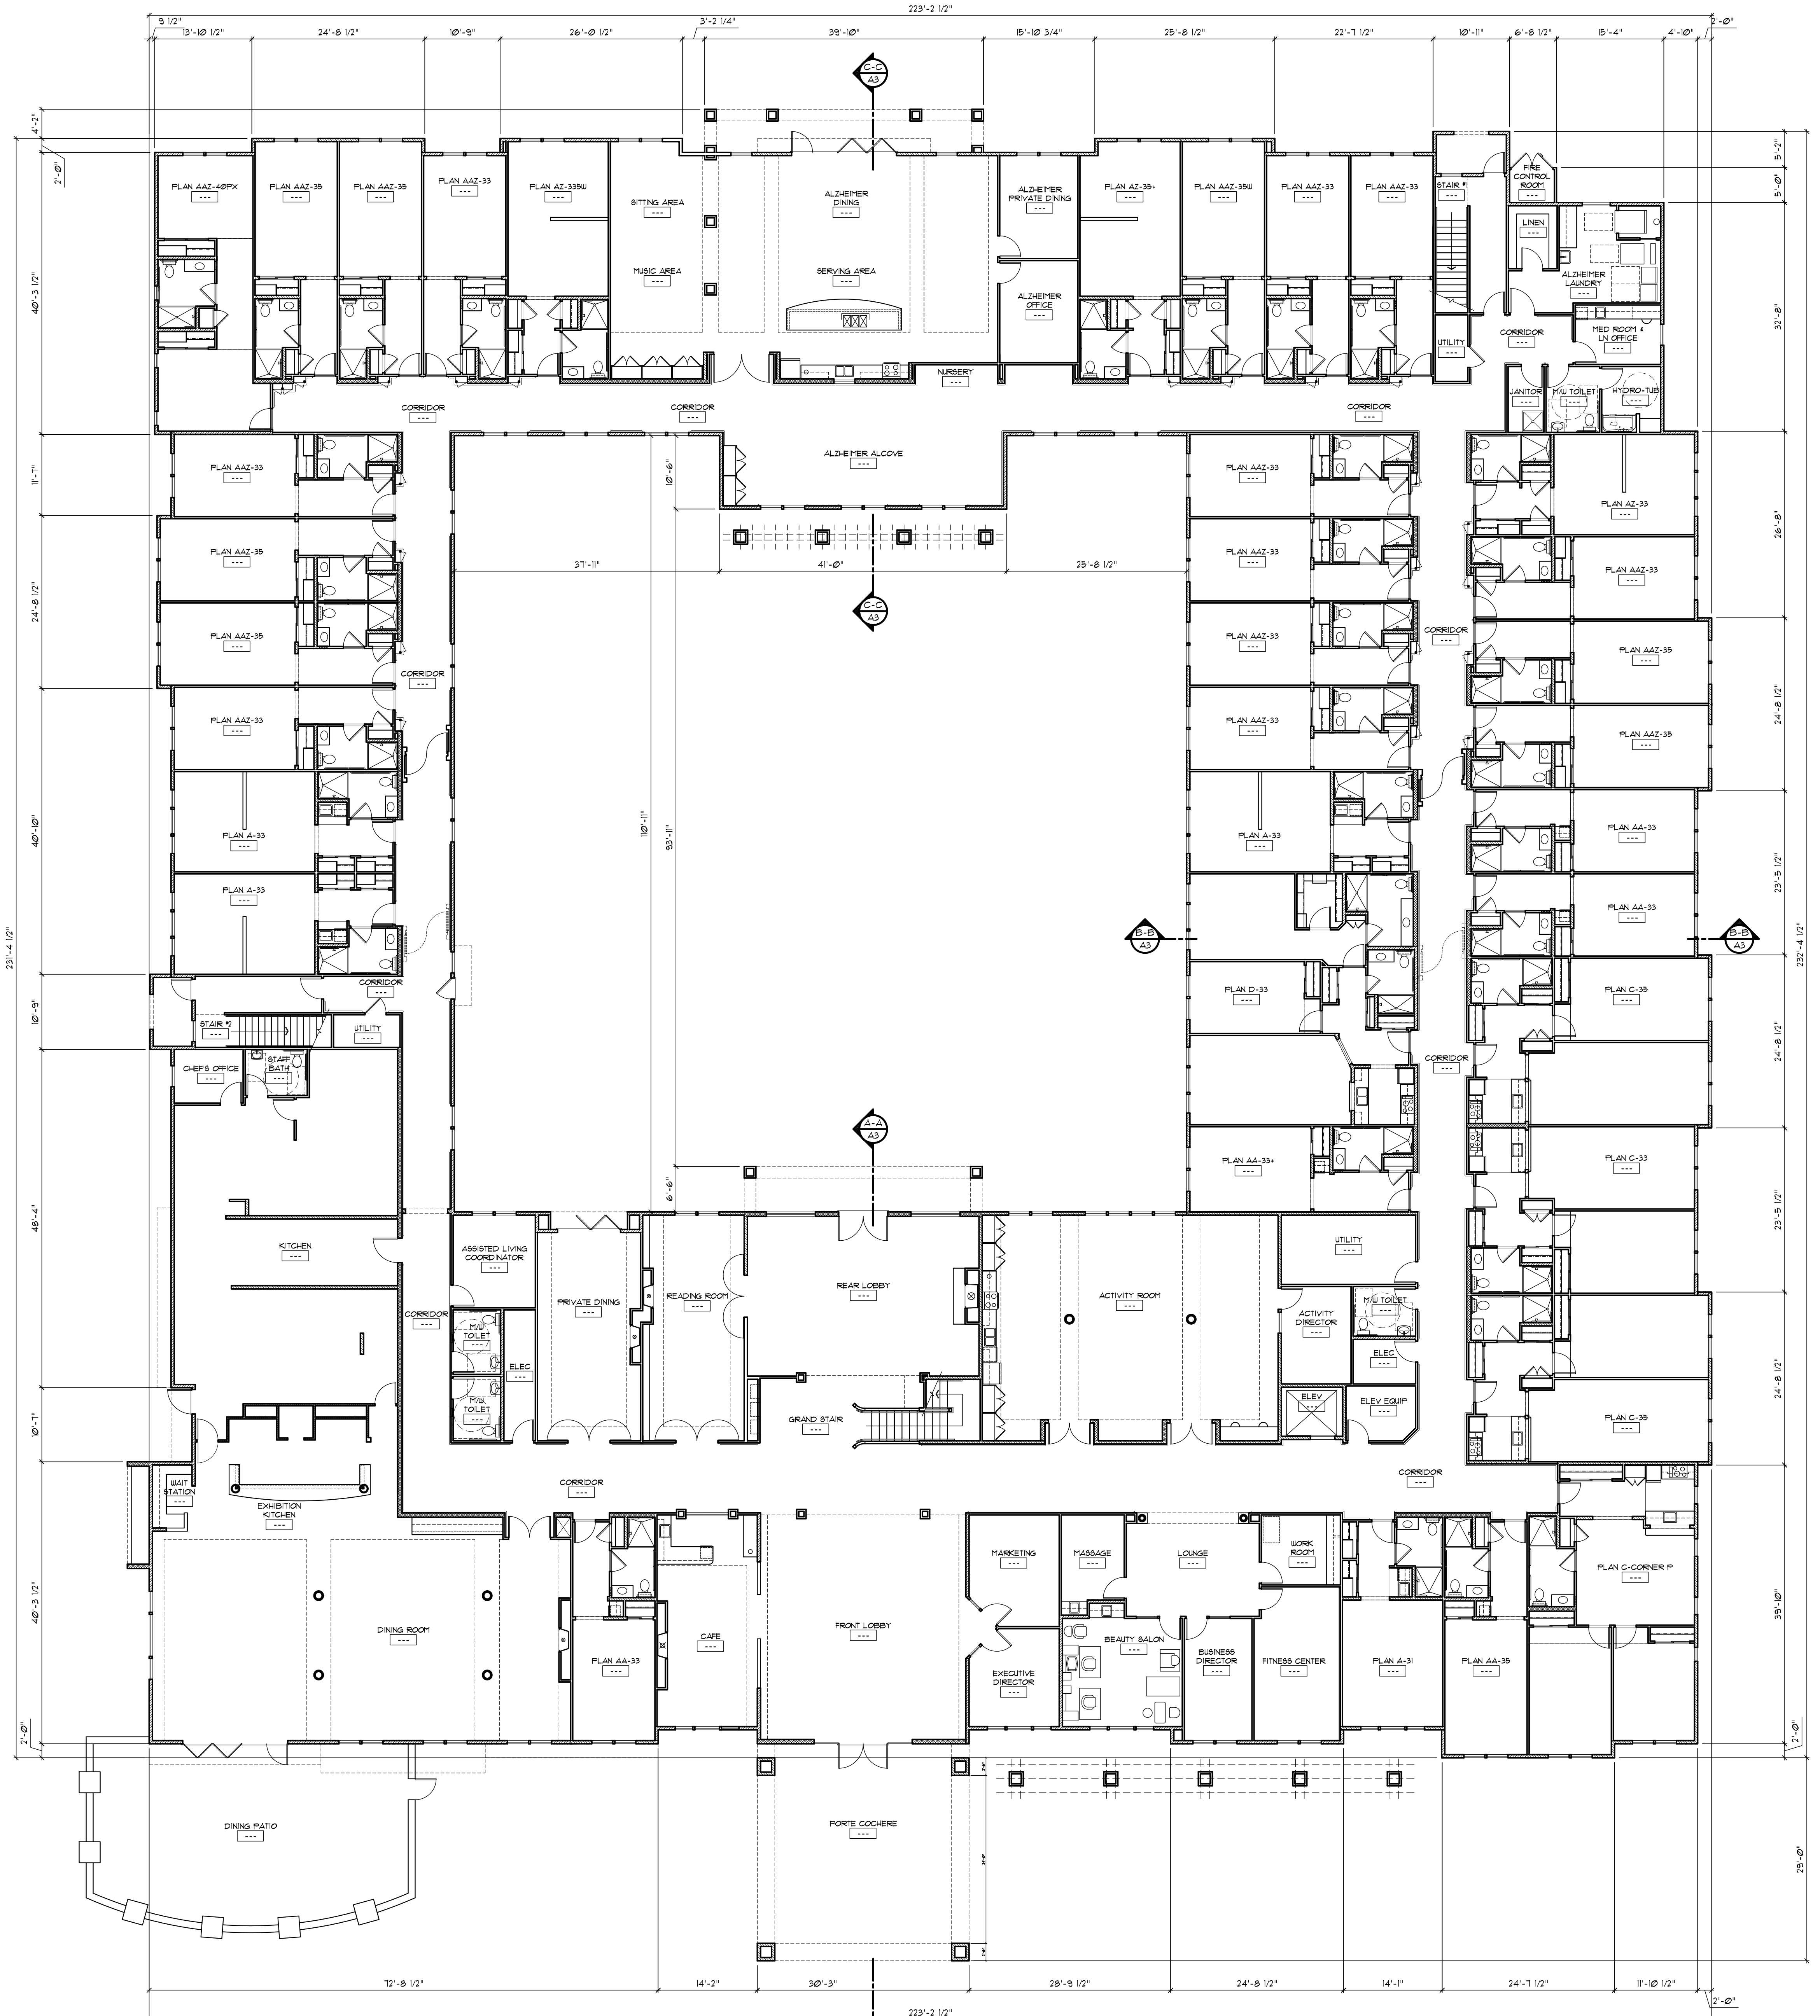 223'-2 1/2"
9 1/2"
3'-2 1/4"
2'-0"
13'-10 1/2"
24'-8 1/2"
10'-9"
26'-0 1/2"
39'-10"
15'-10 3/4"
25'-8 1/2"
22'-7 1/2"
10'-11"
6'-8 1/2"
15'-4"
4'-10"
C-C
A3
4'-2"
2'-0"
40'-3 1/2"
5'-2"
5'-0"
32'-8"
PLAN AAZ-40PX
---
PLAN AAZ-35
---
PLAN AAZ-35
---
PLAN AAZ-33
---
PLAN AZ-33SW
---
SITTING AREA
---
ALZHEIMER
DINING
---
ALZHEIMER
PRIVATE DINING
---
PLAN AZ-35+
---
PLAN AAZ-35W
---
PLAN AAZ-33
---
PLAN AAZ-33
---
STAIR #1
---
FIRE
CONTROL
ROOM
---
LINEN
---
MUSIC AREA
---
SERVING AREA
---
ALZHEIMER
OFFICE
---
ALZHEIMER
LAUNDRY
---
CORRIDOR
---
MED ROOM &
LN OFFICE
---
UTILITY
---
NURSERY
---
JANITOR
---
M/W TOILET
---
HYDRO-TUB
---
CORRIDOR
---
CORRIDOR
---
CORRIDOR
---
ALZHEIMER ALCOVE
---
11'-7"
24'-8 1/2"
40'-10"
10'-9"
48'-4"
10'-7"
40'-3 1/2"
2'-0"
231'-4 1/2"
PLAN AAZ-33
---
PLAN AAZ-35
---
PLAN AAZ-35
---
PLAN AAZ-33
---
PLAN A-33
---
PLAN A-33
---
CORRIDOR
---
CORRIDOR
---
10'-6"
37'-11"
41'-0"
25'-8 1/2"
C-C
A3
110'-11"
93'-11"
6'-6"
PLAN AAZ-33
---
PLAN AAZ-33
---
PLAN AAZ-33
---
PLAN AAZ-33
---
PLAN A-33
---
PLAN D-33
---
PLAN AA-33+
---
CORRIDOR
---
CORRIDOR
---
PLAN AZ-33
---
PLAN AAZ-33
---
PLAN AAZ-35
---
PLAN AAZ-35
---
PLAN AA-33
---
PLAN AA-33
---
PLAN C-35
---
PLAN C-33
---
PLAN C-35
---
B-B
A3
B-B
A3
26'-8"
24'-8 1/2"
23'-5 1/2"
24'-8 1/2"
23'-5 1/2"
24'-8 1/2"
39'-10"
2'-0"
232'-4 1/2"
29'-0"
STAIR #2
---
UTILITY
---
CHEF'S OFFICE
---
STAFF
BATH
---
A-A
A3
KITCHEN
---
ASSISTED LIVING
COORDINATOR
---
PRIVATE DINING
---
READING ROOM
---
REAR LOBBY
---
ACTIVITY ROOM
---
UTILITY
---
ACTIVITY
DIRECTOR
---
M/W TOILET
---
CORRIDOR
---
M/W
TOILET
---
ELEC
---
M/W
TOILET
---
ELEC
---
ELEV
---
ELEV EQUIP
---
GRAND STAIR
---
WAIT
STATION
---
EXHIBITION
KITCHEN
---
CORRIDOR
---
CORRIDOR
---
MARKETING
---
MASSAGE
---
LOUNGE
---
WORK
ROOM
---
PLAN C-CORNER P
---
DINING ROOM
---
PLAN AA-33
---
CAFE
---
FRONT LOBBY
---
EXECUTIVE
DIRECTOR
---
BEAUTY SALON
---
BUSINESS
DIRECTOR
---
FITNESS CENTER
---
PLAN A-31
---
PLAN AA-35
---
DINING PATIO
---
PORTE COCHERE
---
72'-8 1/2"
14'-2"
30'-3"
28'-9 1/2"
24'-8 1/2"
14'-1"
24'-7 1/2"
11'-10 1/2"
2'-0"
223'-2 1/2"